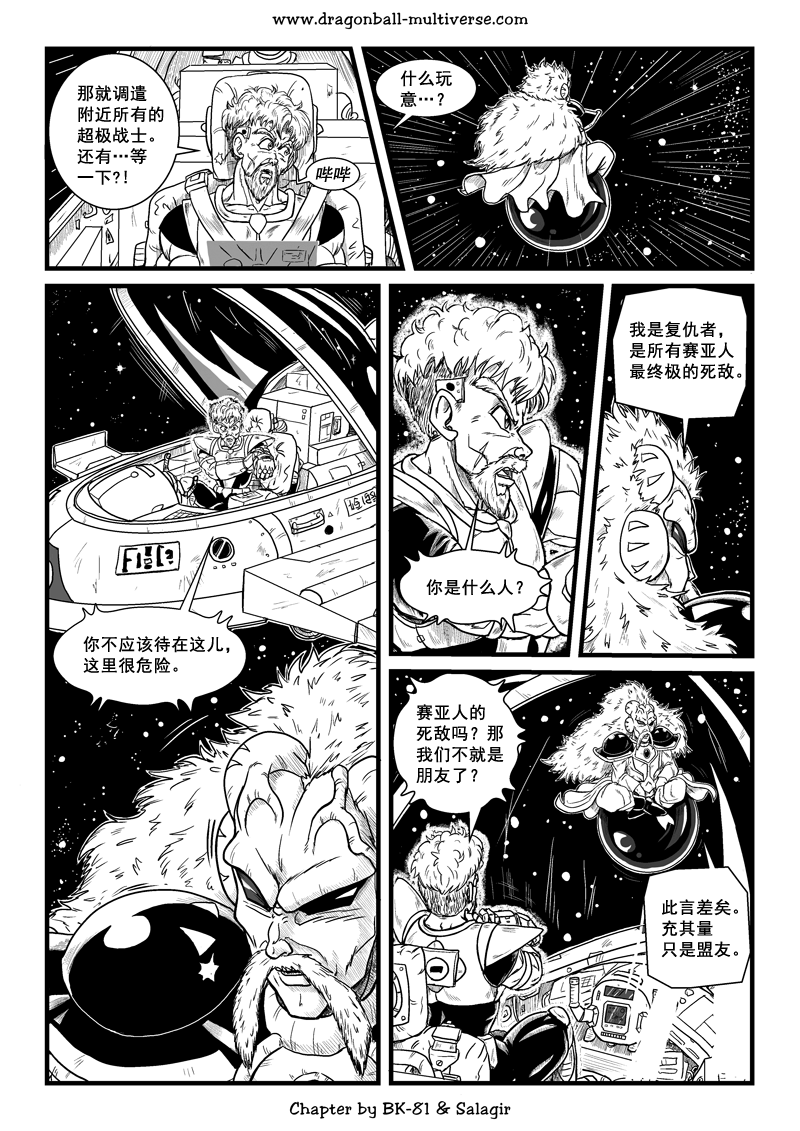 www.dragonball-multiverse.com
那就调遣
附近所有的
超极战士。
还有…等
一下?!
哔哔
什么玩
意…?
你不应该待在这儿，
这里很危险。
你是什么人?
我是复仇者，
是所有赛亚人
最终极的死敌。
赛亚人的
死敌吗? 那
我们不就是
朋友了?
此言差矣。
充其量
只是盟友。
Chapter by BK-81 & Salagir